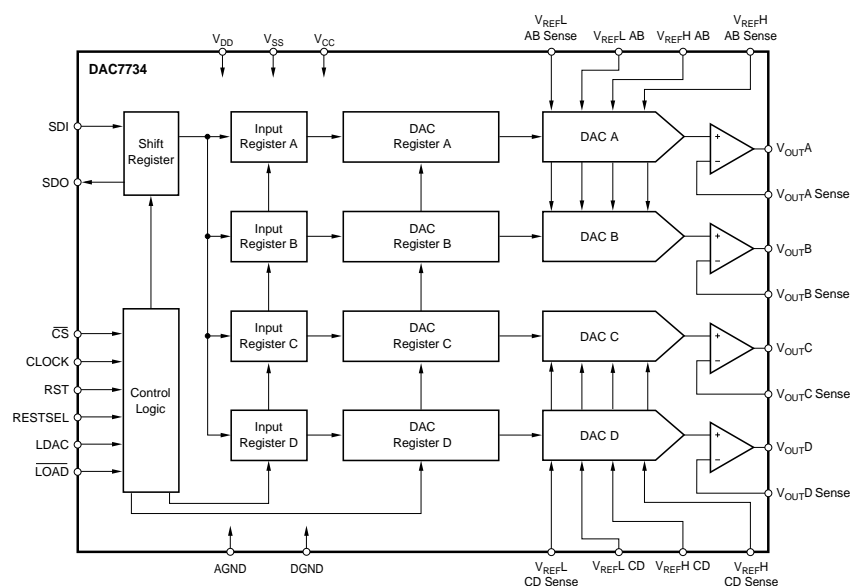 VREFL
AB Sense
VREFL AB
VREFH AB
VREFH
AB Sense
VDD
VSS
VCC
DAC7734
SDI
SDO
Shift
Register
Input
Register A
DAC
Register A
DAC A
+
–
VOUTA
VOUTA Sense
Input
Register B
DAC
Register B
DAC B
+
–
VOUTB
VOUTB Sense
CS
CLOCK
RST
RESTSEL
LDAC
LOAD
Control
Logic
Input
Register C
DAC
Register C
DAC C
+
–
VOUTC
VOUTC Sense
Input
Register D
DAC
Register D
DAC D
+
–
VOUTD
VOUTD Sense
AGND
DGND
VREFL
CD Sense
VREFL CD
VREFH CD
VREFH
CD Sense